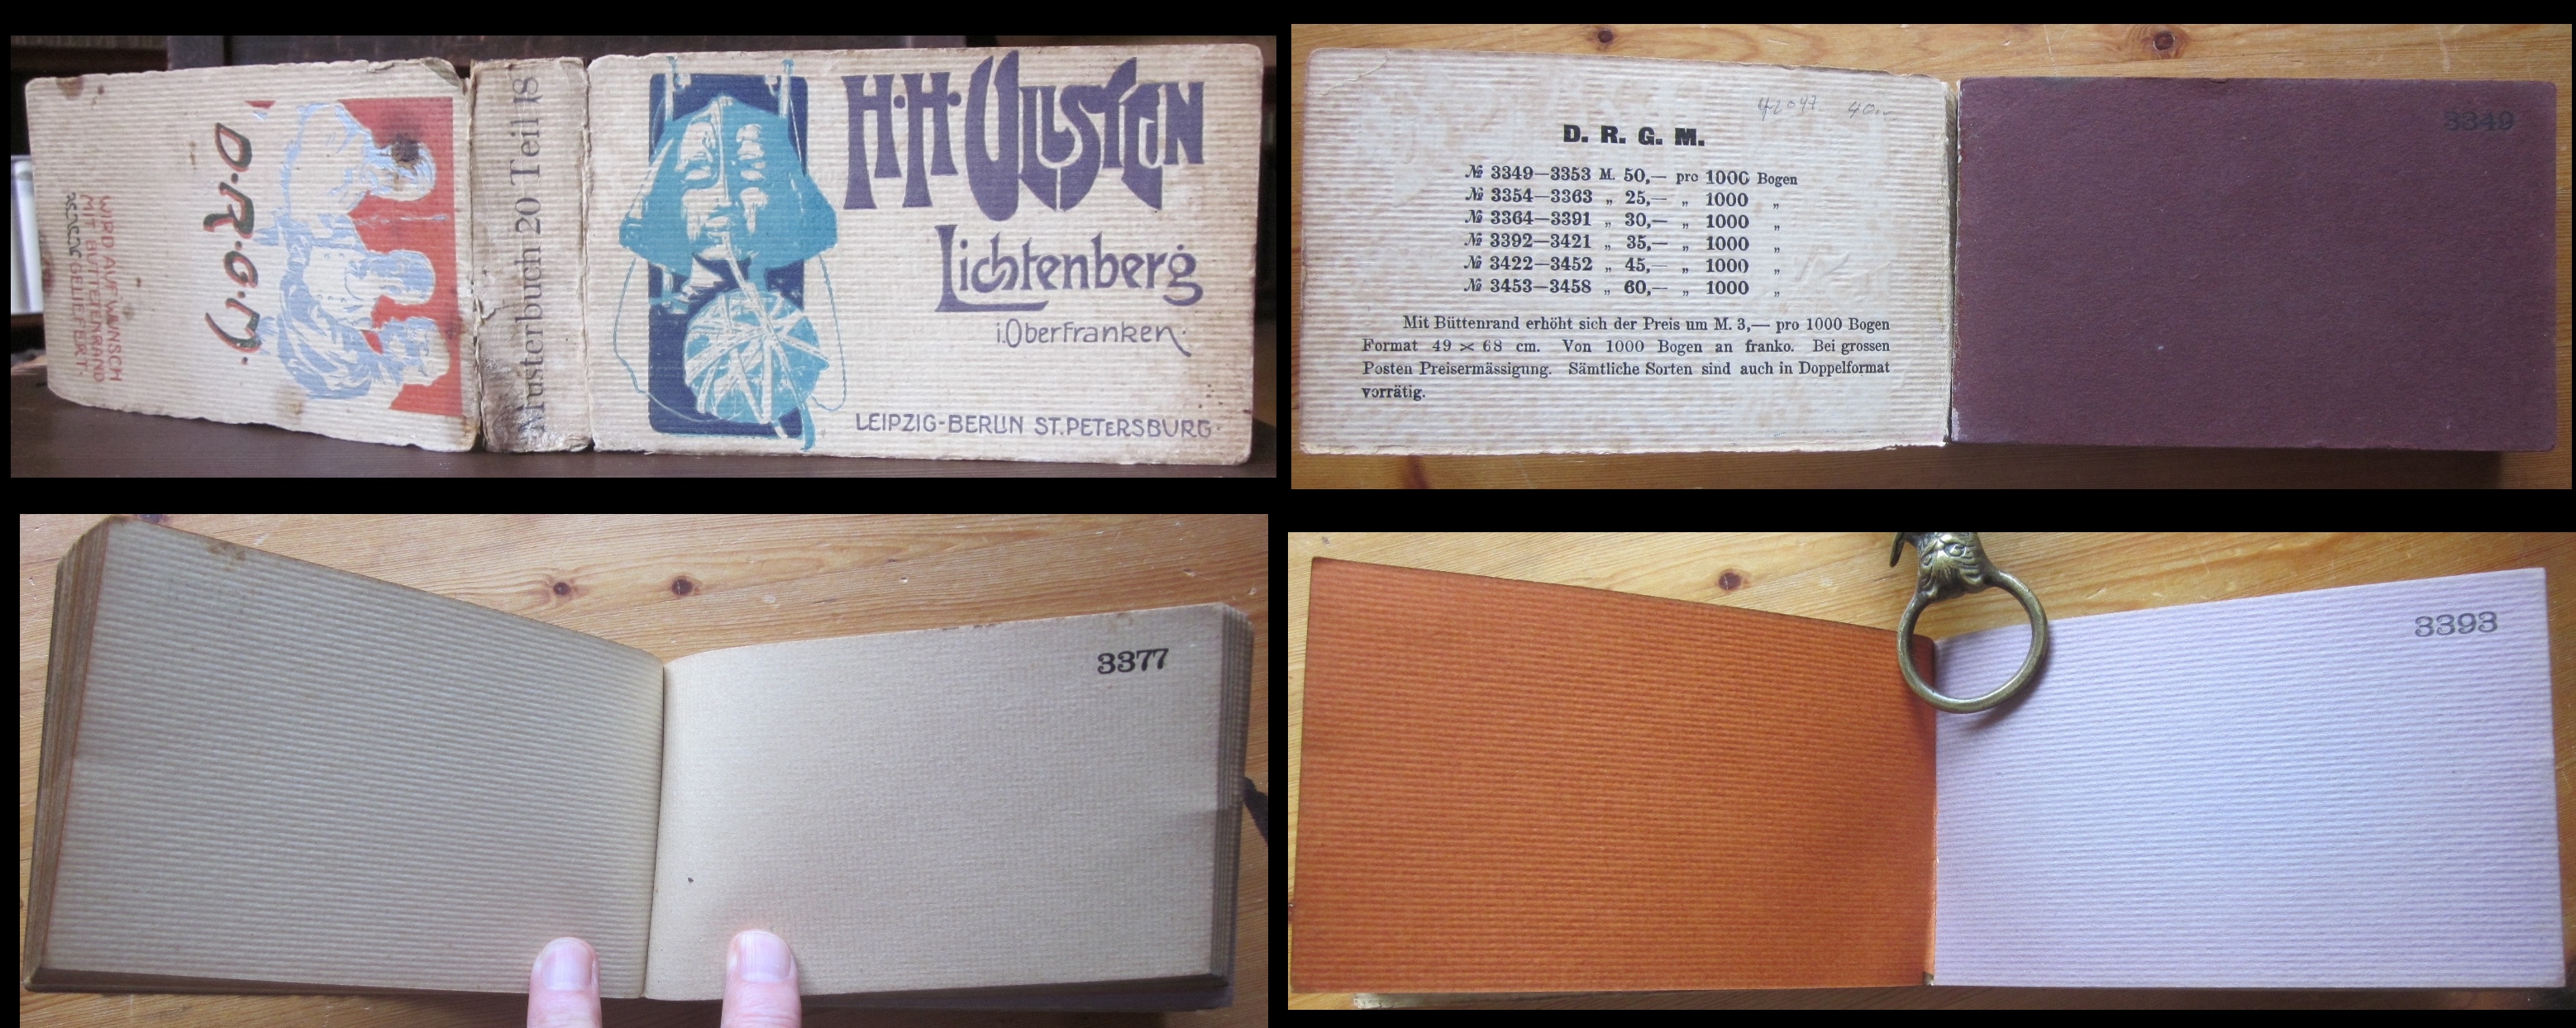 D·R·G·M·
WIRD AUF WUNSCH
MIT BÜTTENRAND
GELIEFERT·
Musterbuch 20 Teil 18
H·H·Ullstein
Lichtenberg
i.Oberfranken·
LEIPZIG-BERLIN ST.PETERSBURG·
42047 40.-
D. R. G. M.
№ 3349—3353 M. 50,— pro 1000 Bogen
№ 3354—3363 „ 25,— „ 1000 „
№ 3364—3391 „ 30,— „ 1000 „
№ 3392—3421 „ 35,— „ 1000 „
№ 3422—3452 „ 45,— „ 1000 „
№ 3453—3458 „ 60,— „ 1000 „
Mit Büttenrand erhöht sich der Preis um M. 3,— pro 1000 Bogen
Format 49 × 68 cm. Von 1000 Bogen an franko. Bei grossen
Posten Preisermässigung. Sämtliche Sorten sind auch in Doppelformat
vorrätig.
3349
3377
3393